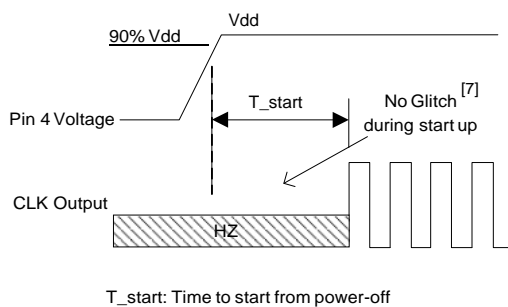 Vdd
90% Vdd
T_start
No Glitch [7]
during start up
Pin 4 Voltage
CLK Output
HZ
T_start: Time to start from power-off